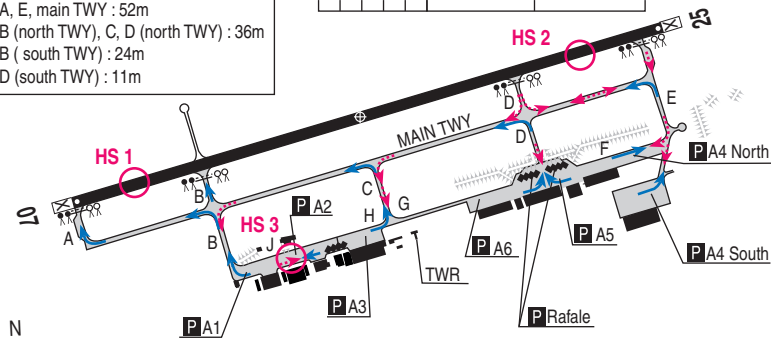 A, E, main TWY : 52m
B (north TWY), C, D (north TWY) : 36m
B ( south TWY) : 24m
D (south TWY) : 11m
HS 2
25
D
E
MAIN TWY
D
HS 1
F
P A4 North
B
C
07
HS 3
P A2
G
A
B
J
H
P A6
P A5
P A4 South
TWR
N
P A1
P A3
P Rafale